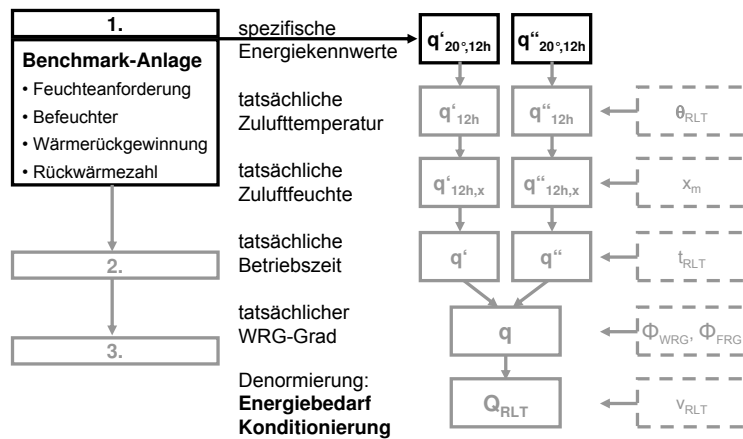 1.
Benchmark-Anlage
• Feuchteanforderung
• Befeuchter
• Wärmerückgewinnung
• Rückwärmezahl
2.
3.
spezifische
Energiekennwerte
q‘20°,12h
q“20°,12h
tatsächliche
Zulufttemperatur
q‘12h
q“12h
θRLT
tatsächliche
Zuluftfeuchte
q‘12h,x
q“12h,x
xm
tatsächliche
Betriebszeit
q‘
q“
tRLT
tatsächlicher
WRG-Grad
q
ΦWRG, ΦFRG
Denormierung:
Energiebedarf
Konditionierung
QRLT
vRLT